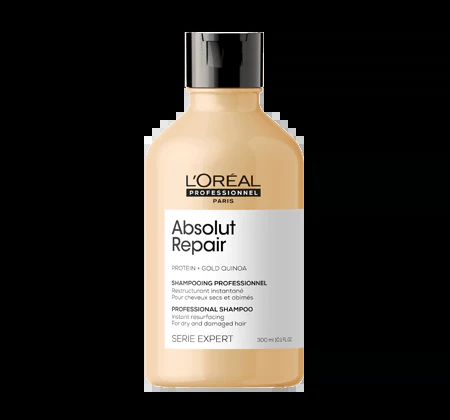 L'ORÉAL
PROFESSIONNEL
PARIS
Absolut
Repair
PROTEIN + GOLD QUINOA
SHAMPOOING PROFESSIONNEL
Restructurant instantané
Pour cheveux secs et abîmés
PROFESSIONAL SHAMPOO
Instant resurfacing
For dry and damaged hair
SERIE EXPERT 300 ml 10.1 FL.OZ.